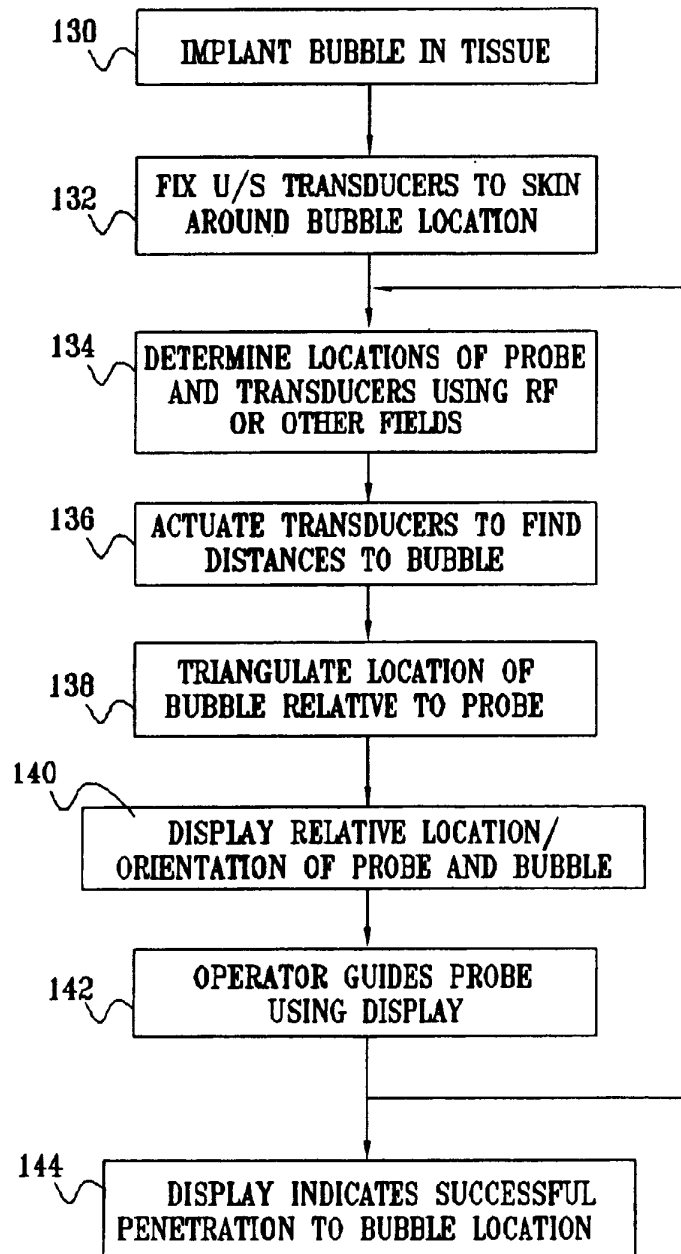 130
IMPLANT BUBBLE IN TISSUE
132
FIX U/S TRANSDUCERS TO SKIN
AROUND BUBBLE LOCATION
134
DETERMINE LOCATIONS OF PROBE
AND TRANSDUCERS USING RF
OR OTHER FIELDS
136
ACTUATE TRANSDUCERS TO FIND
DISTANCES TO BUBBLE
138
TRIANGULATE LOCATION OF
BUBBLE RELATIVE TO PROBE
140
DISPLAY RELATIVE LOCATION/
ORIENTATION OF PROBE AND BUBBLE
142
OPERATOR GUIDES PROBE
USING DISPLAY
144
DISPLAY INDICATES SUCCESSFUL
PENETRATION TO BUBBLE LOCATION